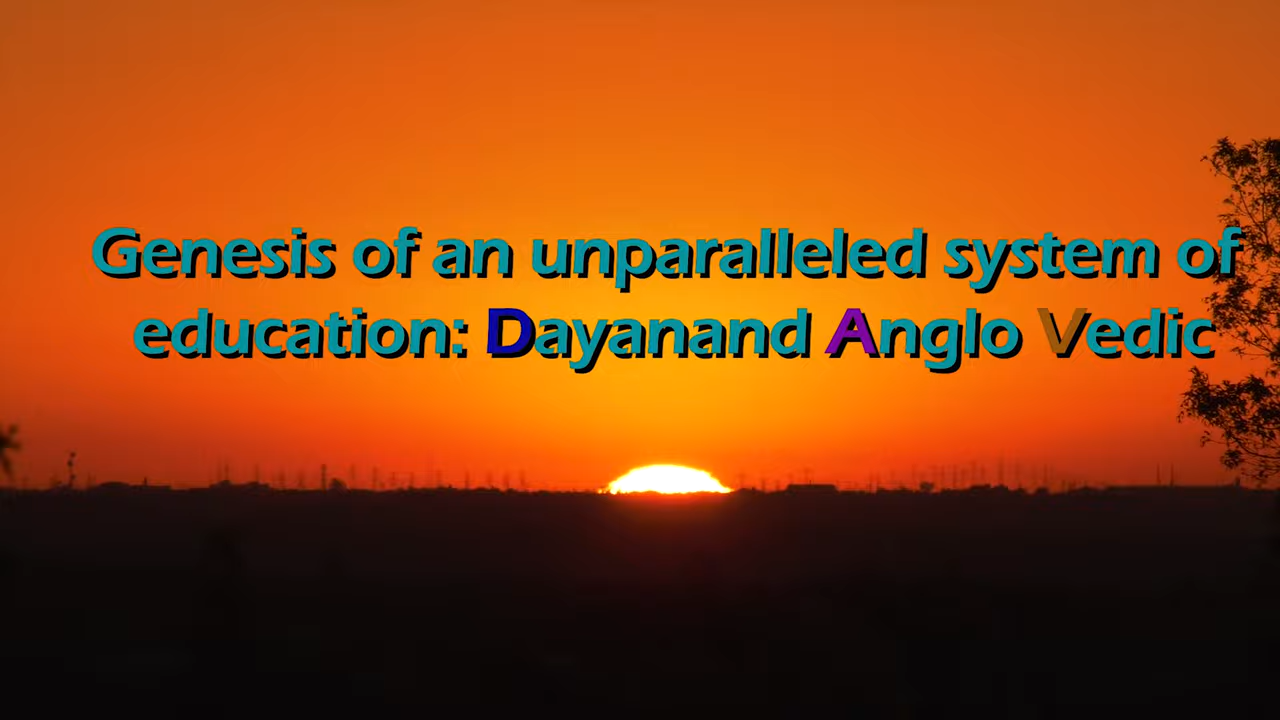 Genesis of an unparalleled system of
education: Dayanand Anglo Vedic